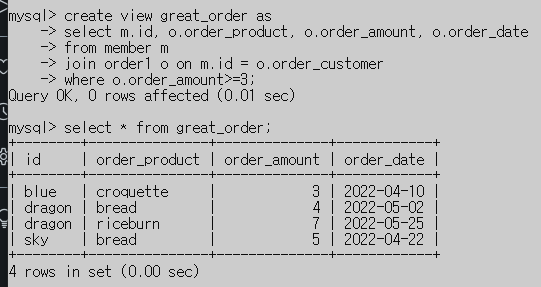 mysql> create view great_order as
    -> select m.id, o.order_product, o.order_amount, o.order_date
    -> from member m
    -> join order1 o on m.id = o.order_customer
    -> where o.order_amount>=3;
Query OK, 0 rows affected (0.01 sec)

mysql> select * from great_order;
+--------+---------------+--------------+------------+
| id     | order_product | order_amount | order_date |
+--------+---------------+--------------+------------+
| blue   | croquette     |            3 | 2022-04-10 |
| dragon | bread         |            4 | 2022-05-02 |
| dragon | riceburn      |            7 | 2022-05-25 |
| sky    | bread         |            5 | 2022-04-22 |
+--------+---------------+--------------+------------+
4 rows in set (0.00 sec)